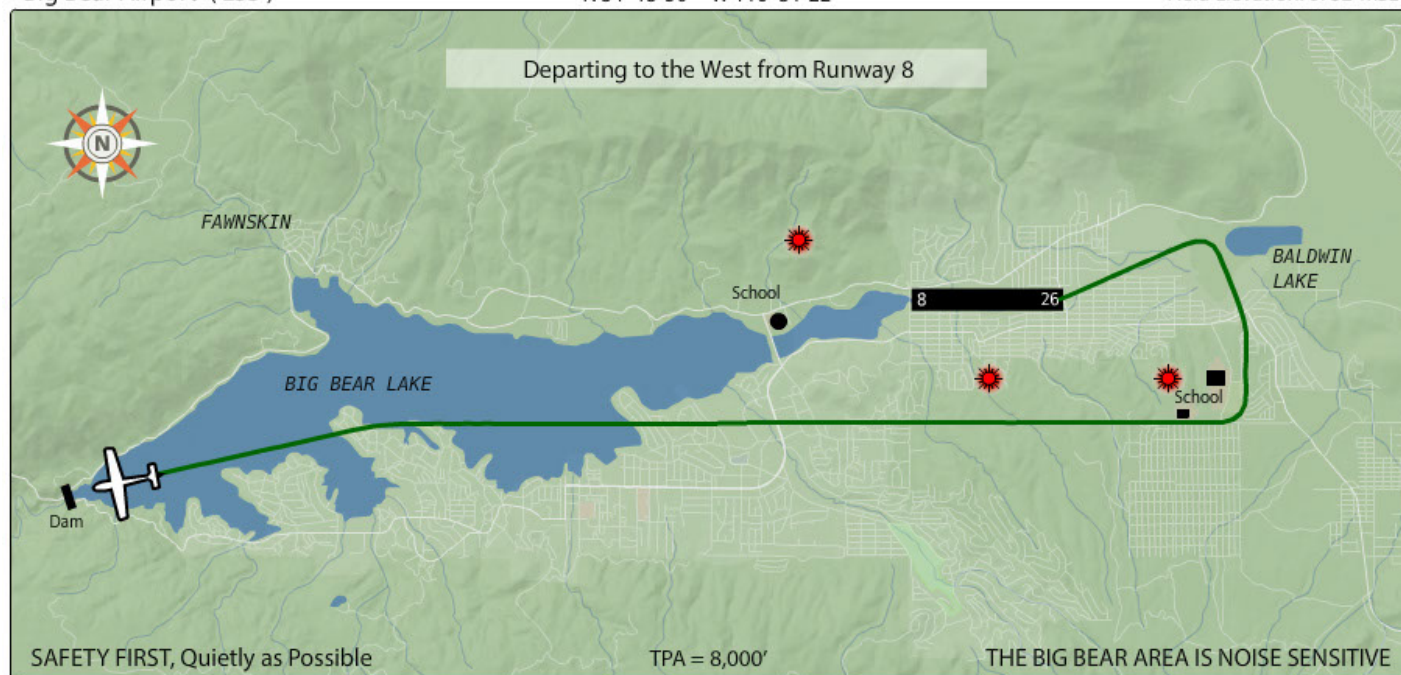 Departing to the West from Runway 8
N
FAWNSKIN
BALDWIN
LAKE
School
8
26
BIG BEAR LAKE
School
Dam
SAFETY FIRST, Quietly as Possible
TPA = 8,000’
THE BIG BEAR AREA IS NOISE SENSITIVE